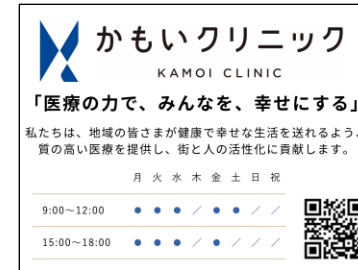 かもいクリニック
KAMOI CLINIC
「医療の力で、みんなを、幸せにする」
私たちは、地域の皆さまが健康で幸せな生活を送れるよう、
質の高い医療を提供し、街と人の活性化に貢献します。
月 火 水 木 金 土 日 祝
9:00〜12:00 ● ● ● ／ ● ● ／ ／
15:00〜18:00 ● ● ● ／ ● ／ ／ ／